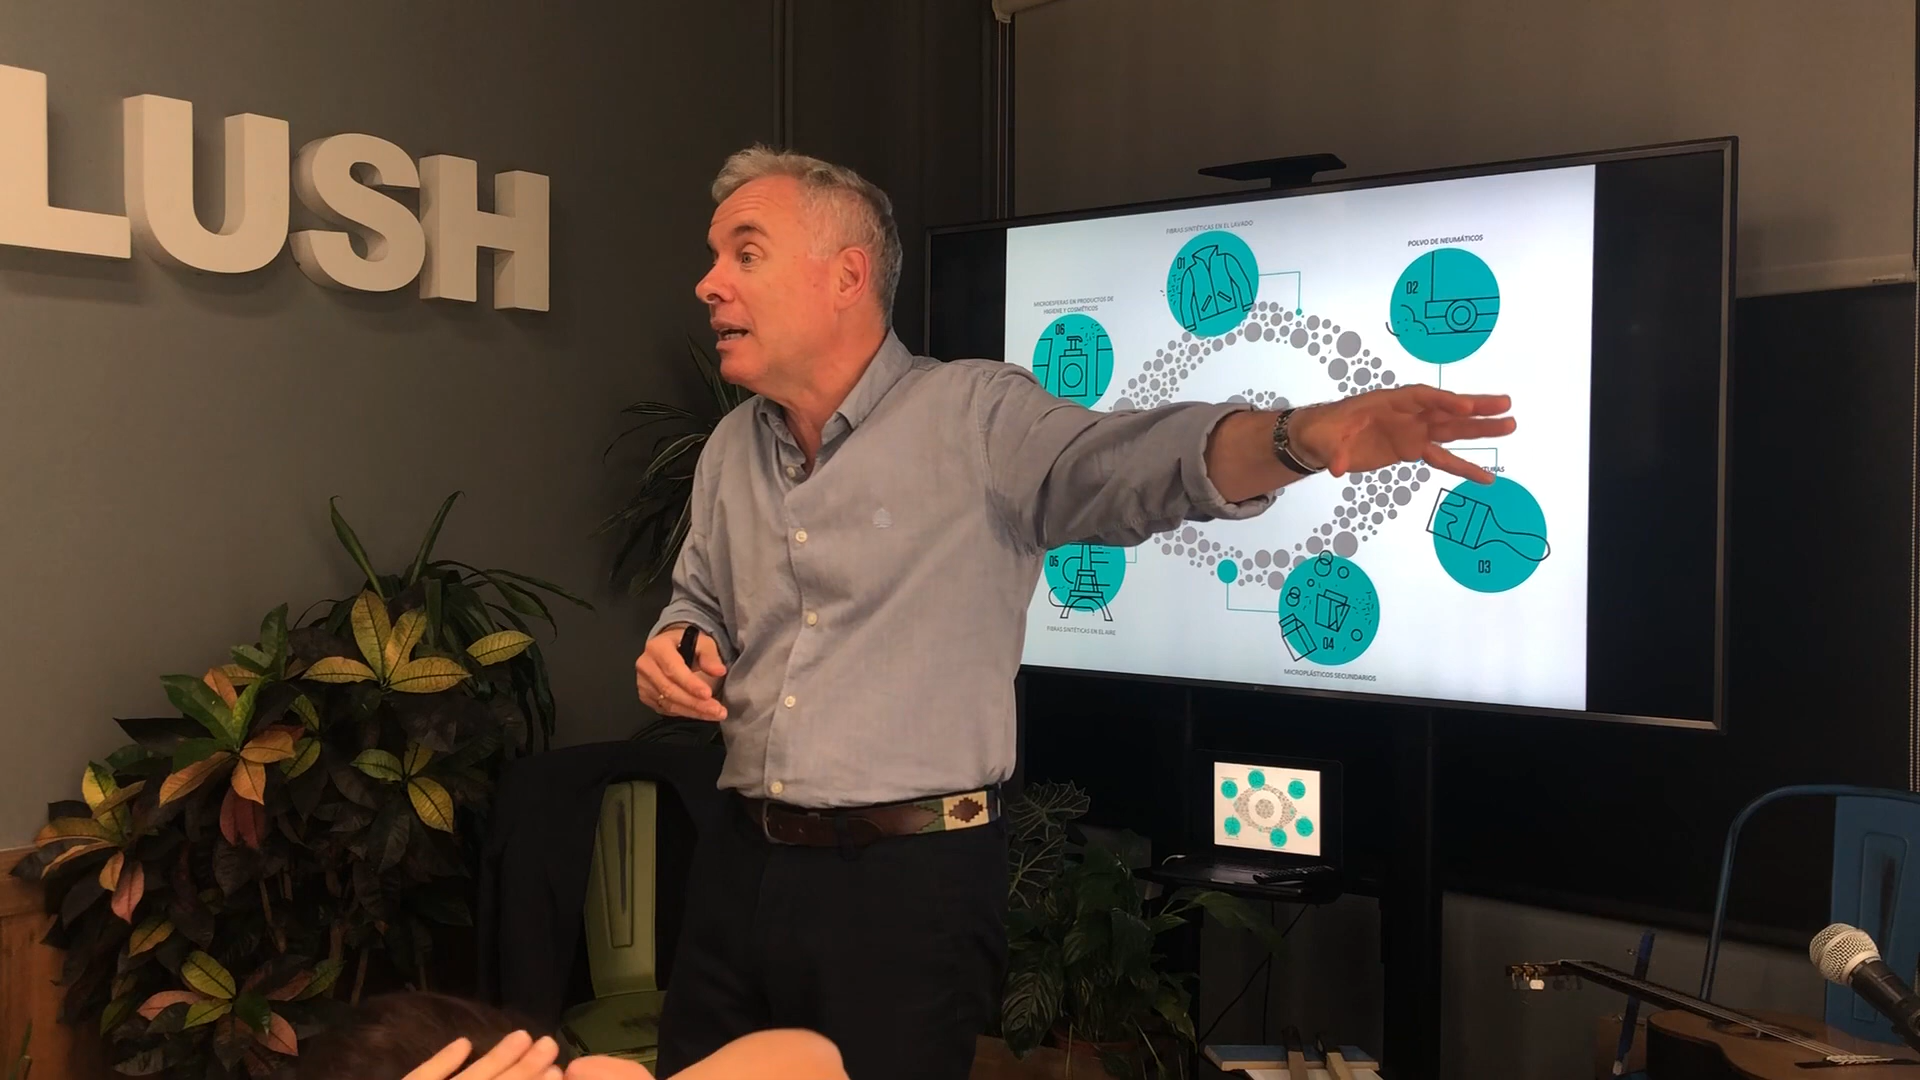 LUSH
FIBRAS SINTÉTICAS EN EL LAVADO
01
POLVO DE NEUMÁTICOS
02
MICROESFERAS EN PRODUCTOS DE
HIGIENE Y COSMÉTICOS
06
03
05
FIBRAS SINTÉTICAS EN EL AIRE
04
MICROPLÁSTICOS SECUNDARIOS